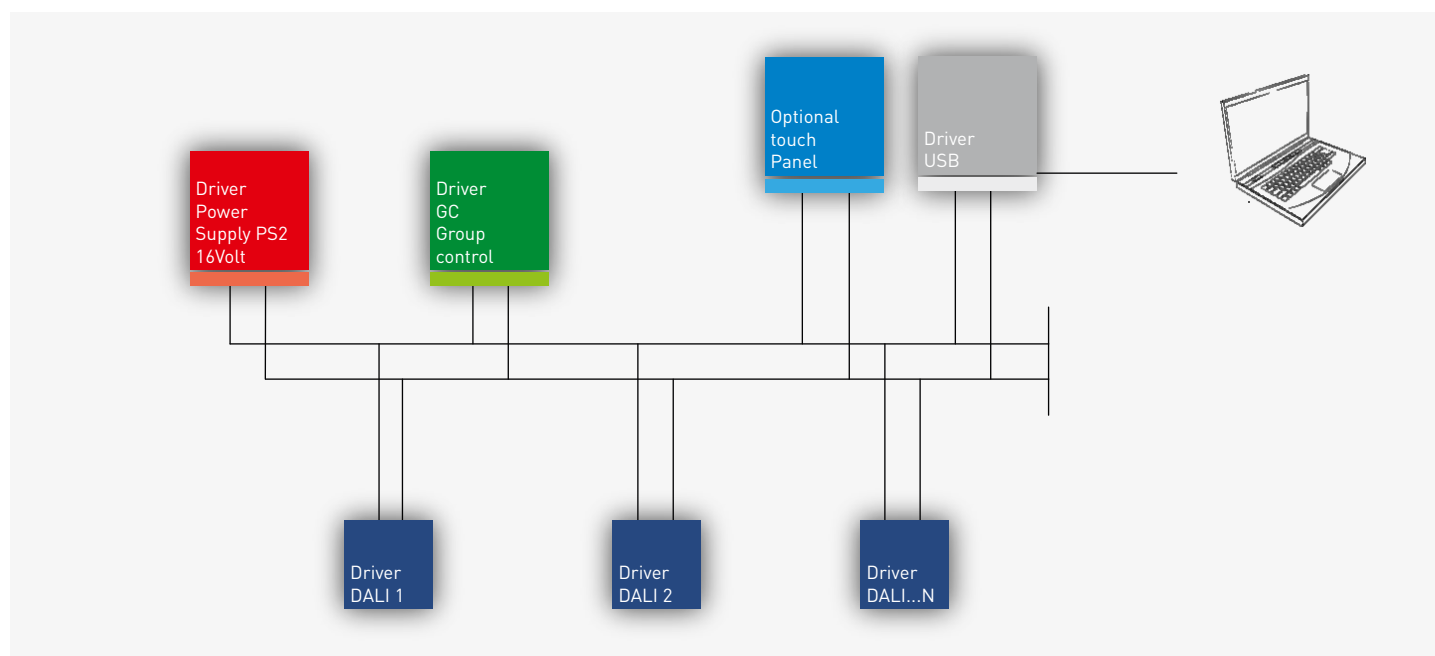 Optional
touch
Panel
Driver
USB
Driver
Power
Supply PS2
16Volt
Driver
GC
Group
control
Driver
DALI 1
Driver
DALI 2
Driver
DALI...N